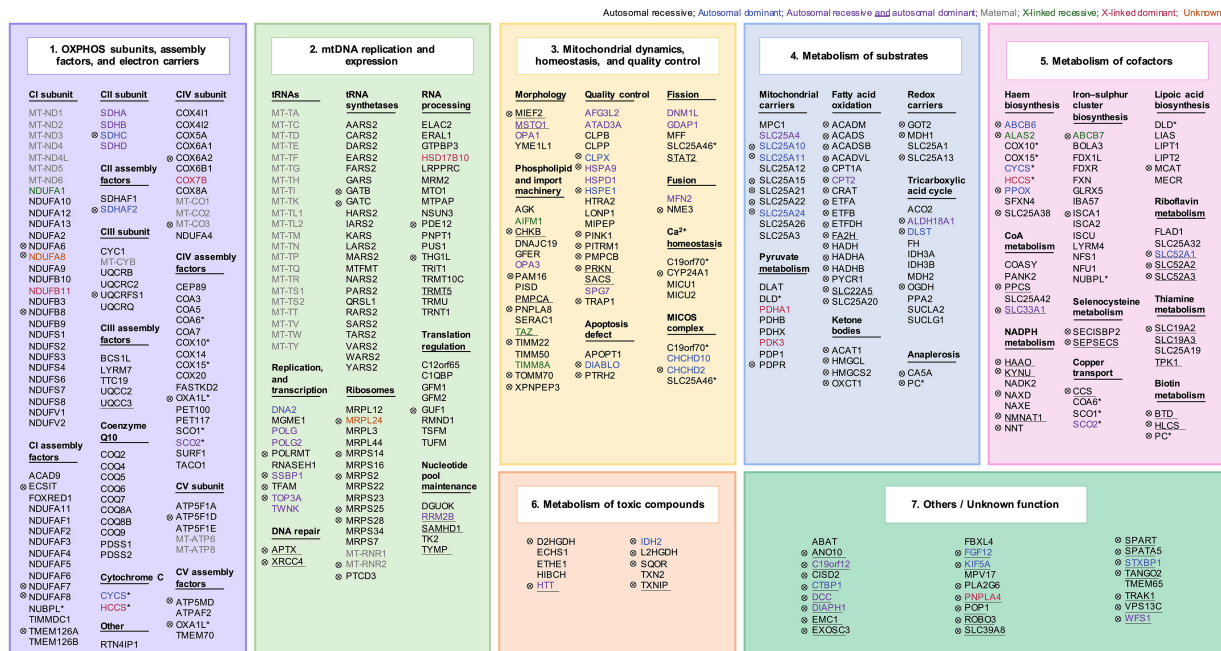 Autosomal recessive; Autosomal dominant; Autosomal recessive and autosomal dominant; Maternal; X-linked recessive; X-linked dominant; Unknown
1. OXPHOS subunits, assembly
factors, and electron carriers
CI subunit
MT-ND1
MT-ND2
MT-ND3
MT-ND4
MT-ND4L
MT-ND5
MT-ND6
NDUFA1
NDUFA10
NDUFA12
NDUFA13
NDUFA2
⊗ NDUFA6
⊗ NDUFA8
NDUFA9
NDUFB10
NDUFB11
NDUFB3
⊗ NDUFB8
NDUFB9
NDUFS1
NDUFS2
NDUFS3
NDUFS4
NDUFS6
NDUFS7
NDUFS8
NDUFV1
NDUFV2
CI assembly
factors
ACAD9
⊗ ECSIT
FOXRED1
NDUFA11
NDUFAF1
NDUFAF2
NDUFAF3
NDUFAF4
NDUFAF5
NDUFAF6
⊗ NDUFAF7
⊗ NDUFAF8
NUBPL*
TIMMDC1
⊗ TMEM126A
TMEM126B
CII subunit
SDHA
SDHB
⊗ SDHC
SDHD
CII assembly
factors
SDHAF1
⊗ SDHAF2
CIII subunit
CYC1
MT-CYB
UQCRB
UQCRC2
⊗ UQCRFS1
UQCRQ
CIII assembly
factors
BCS1L
LYRM7
TTC19
UQCC2
UQCC3
Coenzyme
Q10
COQ2
COQ4
COQ5
COQ6
COQ7
COQ8A
COQ8B
COQ9
PDSS1
PDSS2
Cytochrome C
CYCS*
HCCS*
Other
RTN4IP1
CIV subunit
COX4I1
COX4I2
COX5A
COX6A1
⊗ COX6A2
COX6B1
COX7B
COX8A
MT-CO1
MT-CO2
⊗ MT-CO3
NDUFA4
CIV assembly
factors
CEP89
COA3
COA5
COA6*
COA7
⊗ COX10*
COX14
⊗ COX15*
COX20
FASTKD2
⊗ OXA1L*
PET100
PET117
SCO1*
SCO2*
SURF1
TACO1
CV subunit
ATP5F1A
⊗ ATP5F1D
ATP5F1E
MT-ATP6
MT-ATP8
CV assembly
factors
⊗ ATP5MD
ATPAF2
⊗ OXA1L*
TMEM70
2. mtDNA replication and
expression
tRNAs
MT-TA
MT-TC
MT-TD
MT-TE
MT-TF
MT-TG
MT-TH
MT-TI
MT-TK
MT-TL1
MT-TL2
MT-TM
MT-TN
MT-TP
MT-TQ
MT-TR
MT-TS1
MT-TS2
MT-TT
MT-TV
MT-TW
MT-TY
Replication,
and
transcription
DNA2
MGME1
POLG
POLG2
⊗ POLRMT
RNASEH1
⊗ SSBP1
⊗ TFAM
⊗ TOP3A
TWNK
DNA repair
⊗ APTX
⊗ XRCC4
tRNA
synthetases
AARS2
CARS2
DARS2
EARS2
FARS2
GARS
⊗ GATB
⊗ GATC
HARS2
IARS2
KARS
LARS2
MARS2
MTFMT
NARS2
PARS2
QRSL1
RARS2
SARS2
TARS2
VARS2
WARS2
YARS2
Ribosomes
MRPL12
⊗ MRPL24
MRPL3
MRPL44
⊗ MRPS14
MRPS16
⊗ MRPS2
MRPS22
MRPS23
⊗ MRPS25
⊗ MRPS28
MRPS34
MRPS7
MT-RNR1
⊗ MT-RNR2
⊗ PTCD3
RNA
processing
ELAC2
ERAL1
GTPBP3
HSD17B10
LRPPRC
MRM2
MTO1
MTPAP
NSUN3
⊗ PDE12
PNPT1
PUS1
⊗ THG1L
TRIT1
TRMT10C
TRMT5
TRMU
TRNT1
Translation
regulation
C12orf65
C1QBP
GFM1
GFM2
⊗ GUF1
RMND1
TSFM
TUFM
Nucleotide
pool
maintenance
DGUOK
RRM2B
SAMHD1
TK2
TYMP
3. Mitochondrial dynamics,
homeostasis, and quality control
Morphology
⊗ MIEF2
MSTO1
OPA1
YME1L1
Phospholipid
and import
machinery
AGK
AIFM1
⊗ CHKB
DNAJC19
GFER
OPA3
⊗ PAM16
PISD
PMPCA
⊗ PNPLA8
SERAC1
TAZ
⊗ TIMM22
TIMM50
TIMM8A
⊗ TOMM70
⊗ XPNPEP3
Quality control
AFG3L2
ATAD3A
CLPB
CLPP
⊗ CLPX
⊗ HSPA9
HSPD1
⊗ HSPE1
HTRA2
LONP1
MIPEP
⊗ PINK1
⊗ PITRM1
⊗ PMPCB
⊗ PRKN
SACS
SPG7
⊗ TRAP1
Apoptosis
defect
APOPT1
⊗ DIABLO
⊗ PTRH2
Fission
DNM1L
GDAP1
MFF
SLC25A46*
STAT2
Fusion
MFN2
⊗ NME3
Ca²⁺
homeostasis
C19orf70*
⊗ CYP24A1
MICU1
MICU2
MICOS
complex
C19orf70*
⊗ CHCHD10
⊗ CHCHD2
SLC25A46*
4. Metabolism of substrates
Mitochondrial
carriers
MPC1
SLC25A4
⊗ SLC25A10
⊗ SLC25A11
SLC25A12
⊗ SLC25A15
⊗ SLC25A21
⊗ SLC25A22
⊗ SLC25A24
SLC25A26
SLC25A3
Pyruvate
metabolism
DLAT
DLD*
PDHA1
PDHB
PDHX
PDK3
PDP1
⊗ PDPR
Fatty acid
oxidation
⊗ ACADM
⊗ ACADS
⊗ ACADSB
⊗ ACADVL
⊗ CPT1A
⊗ CPT2
⊗ CRAT
⊗ ETFA
⊗ ETFB
⊗ ETFDH
⊗ FA2H
⊗ HADH
⊗ HADHA
⊗ HADHB
⊗ PYCR1
⊗ SLC22A5
⊗ SLC25A20
Ketone
bodies
⊗ ACAT1
⊗ HMGCL
⊗ HMGCS2
⊗ OXCT1
Redox
carriers
⊗ GOT2
⊗ MDH1
SLC25A1
⊗ SLC25A13
Tricarboxylic
acid cycle
ACO2
⊗ ALDH18A1
⊗ DLST
FH
IDH3A
IDH3B
MDH2
⊗ OGDH
PPA2
SUCLA2
SUCLG1
Anaplerosis
⊗ CA5A
⊗ PC*
5. Metabolism of cofactors
Haem
biosynthesis
⊗ ABCB6
⊗ ALAS2
COX10*
COX15*
CYCS*
HCCS*
⊗ PPOX
SFXN4
⊗ SLC25A38
CoA
metabolism
COASY
PANK2
⊗ PPCS
SLC25A42
⊗ SLC33A1
NADPH
metabolism
⊗ HAAO
⊗ KYNU
NADK2
⊗ NAXD
NAXE
⊗ NMNAT1
⊗ NNT
Iron–sulphur
cluster
biosynthesis
⊗ ABCB7
BOLA3
FDX1L
FDXR
FXN
GLRX5
IBA57
⊗ ISCA1
ISCA2
ISCU
LYRM4
NFS1
NFU1
NUBPL*
Selenocysteine
metabolism
⊗ SECISBP2
⊗ SEPSECS
Copper
transport
⊗ CCS
COA6*
SCO1*
SCO2*
Lipoic acid
biosynthesis
DLD*
LIAS
LIPT1
LIPT2
⊗ MCAT
MECR
Riboflavin
metabolism
FLAD1
SLC25A32
⊗ SLC52A1
⊗ SLC52A2
⊗ SLC52A3
Thiamine
metabolism
⊗ SLC19A2
⊗ SLC19A3
SLC25A19
TPK1
Biotin
metabolism
⊗ BTD
⊗ HLCS
⊗ PC*
6. Metabolism of toxic compounds
⊗ D2HGDH
ECHS1
ETHE1
HIBCH
⊗ HTT
⊗ IDH2
⊗ L2HGDH
⊗ SQOR
TXN2
⊗ TXNIP
7. Others / Unknown function
ABAT
⊗ ANO10
⊗ C19orf12
⊗ CISD2
⊗ CTBP1
⊗ DCC
⊗ DIAPH1
⊗ EMC1
⊗ EXOSC3
FBXL4
⊗ FGF12
⊗ KIF5A
MPV17
⊗ PLA2G6
⊗ PNPLA4
⊗ POP1
⊗ ROBO3
⊗ SLC39A8
⊗ SPART
⊗ SPATA5
⊗ STXBP1
⊗ TANGO2
TMEM65
⊗ TRAK1
⊗ VPS13C
⊗ WFS1